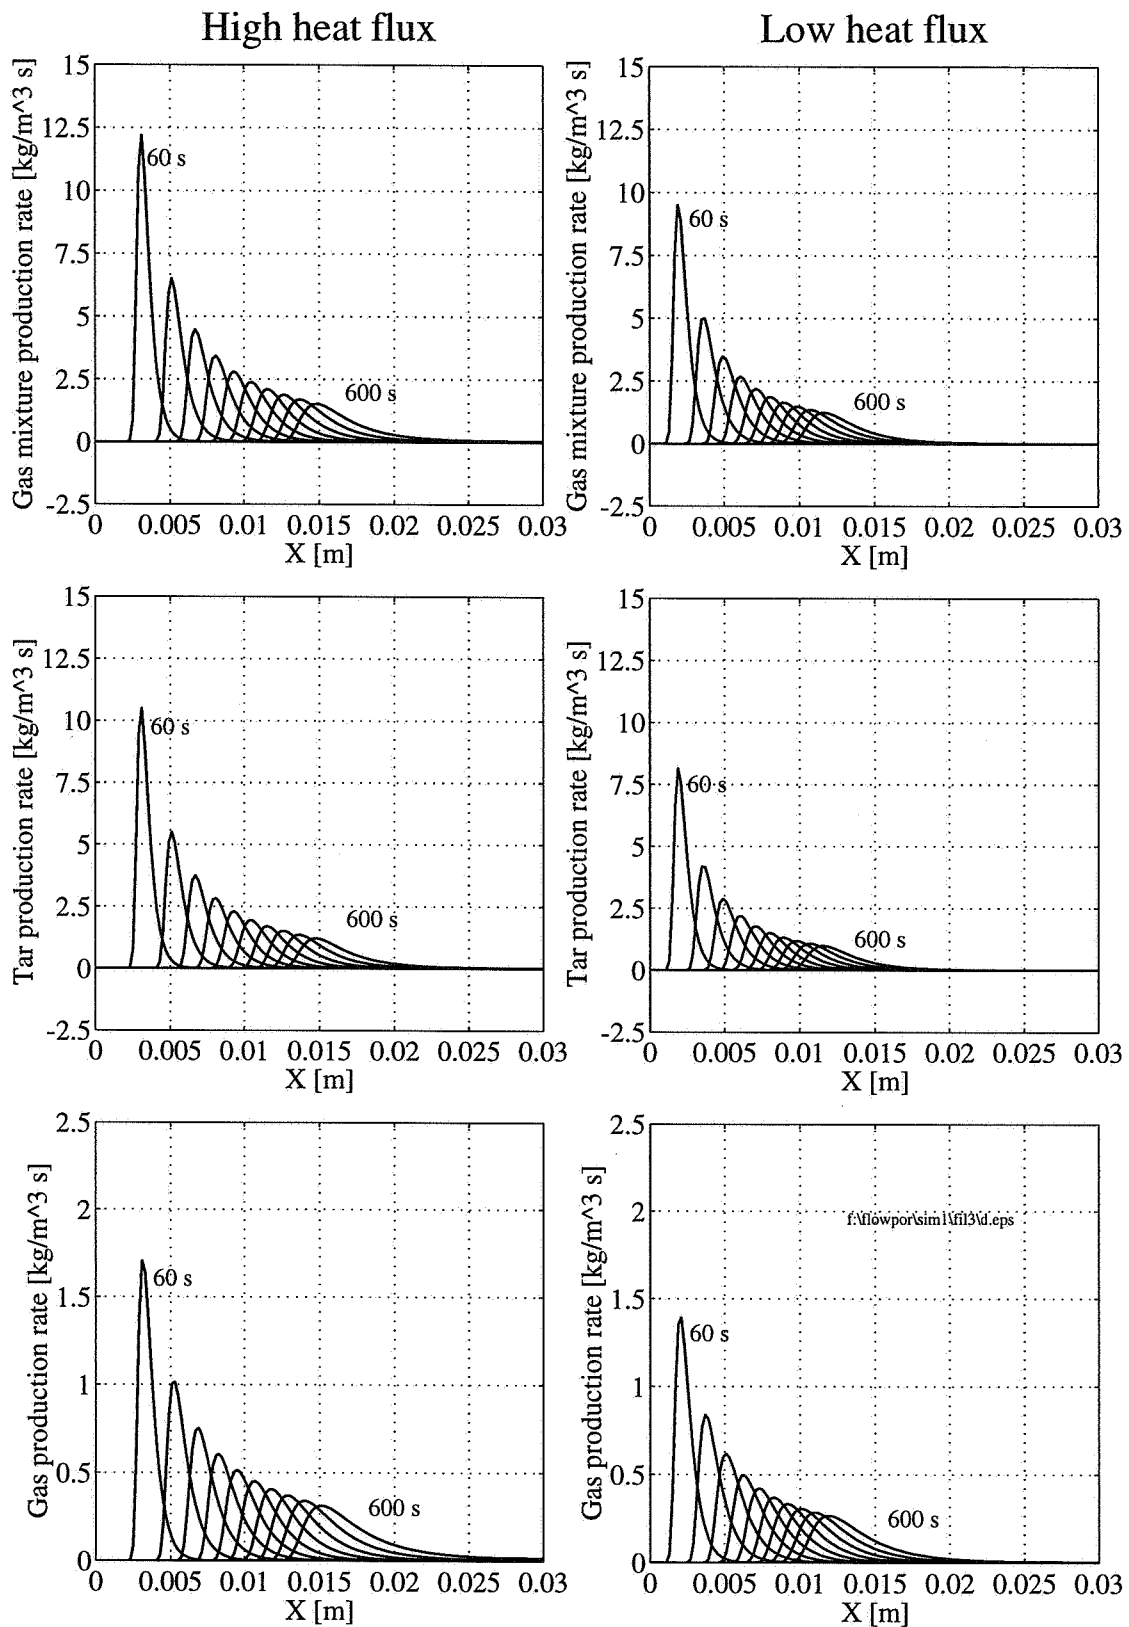 High heat flux
Low heat flux
Gas mixture production rate [kg/m^3 s]
15
12.5
10
7.5
5
2.5
0
-2.5
60 s
600 s
0 0.005 0.01 0.015 0.02 0.025 0.03
X [m]
Gas mixture production rate [kg/m^3 s]
15
12.5
10
7.5
5
2.5
0
-2.5
60 s
600 s
0 0.005 0.01 0.015 0.02 0.025 0.03
X [m]
Tar production rate [kg/m^3 s]
15
12.5
10
7.5
5
2.5
0
-2.5
60 s
600 s
0 0.005 0.01 0.015 0.02 0.025 0.03
X [m]
Tar production rate [kg/m^3 s]
15
12.5
10
7.5
5
2.5
0
-2.5
60 s
600 s
0 0.005 0.01 0.015 0.02 0.025 0.03
X [m]
Gas production rate [kg/m^3 s]
2.5
2
1.5
1
0.5
0
60 s
600 s
0 0.005 0.01 0.015 0.02 0.025 0.03
X [m]
Gas production rate [kg/m^3 s]
2.5
2
1.5
1
0.5
0
f:\flowpor\sim1\fil3\d.eps
60 s
600 s
0 0.005 0.01 0.015 0.02 0.025 0.03
X [m]